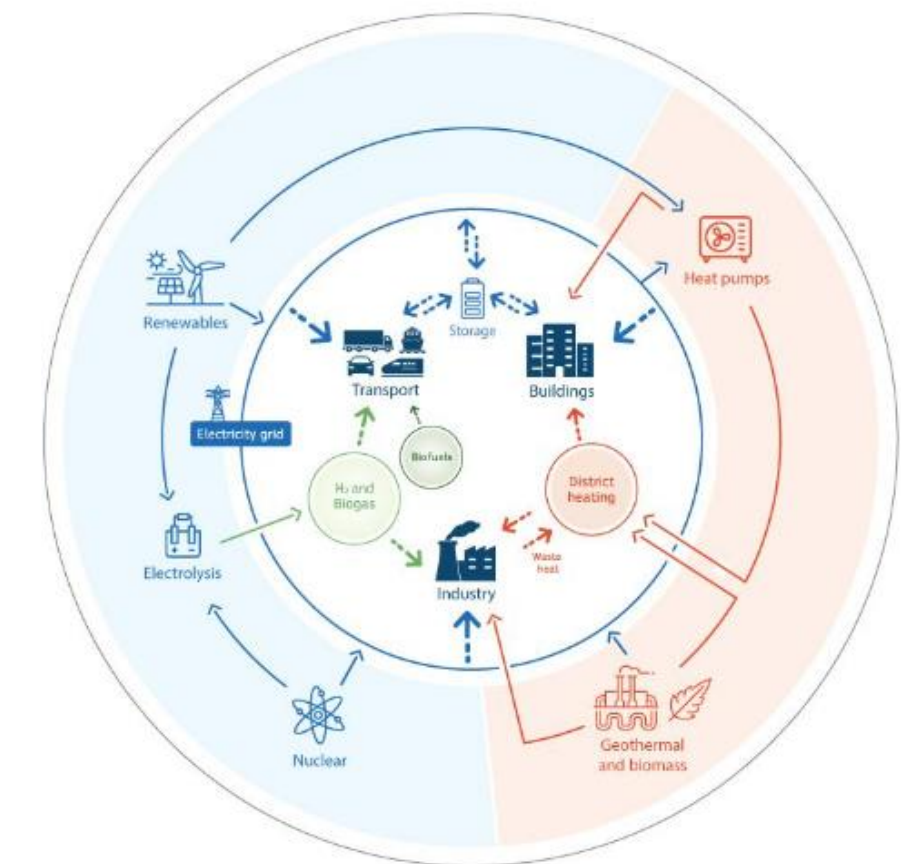 Heat pumps
Renewables
Storage
Transport
Buildings
Electricity grid
Biofuels
H₂ and
Biogas
District
heating
Waste
heat
Electrolysis
Industry
Nuclear
Geothermal
and biomass